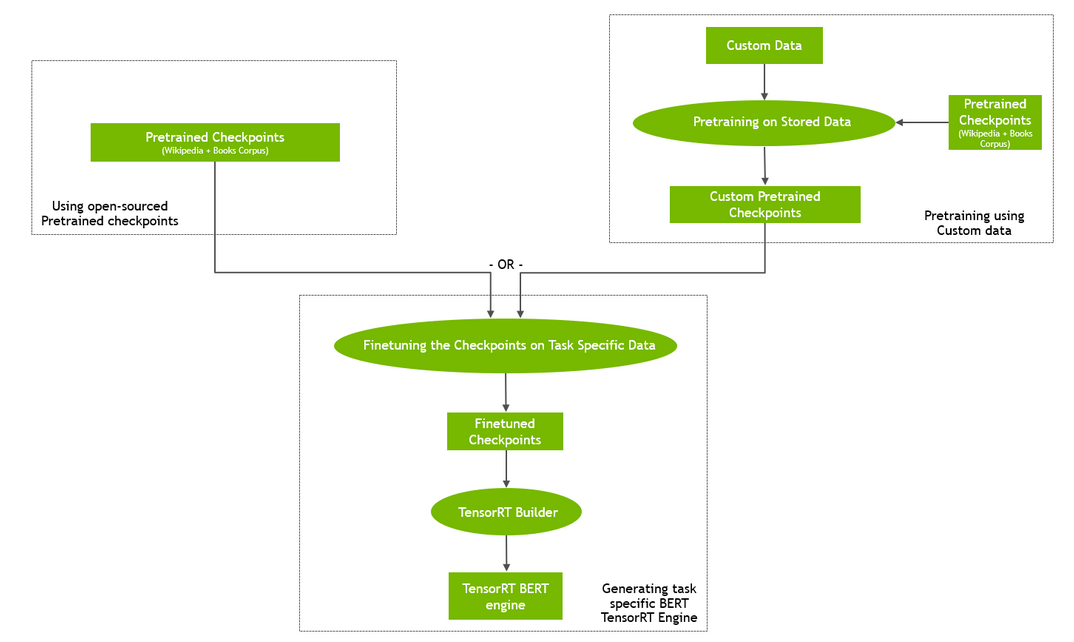 Custom Data
Pretraining on Stored Data
Pretrained
Checkpoints
(Wikipedia + Books
Corpus)
Custom Pretrained
Checkpoints
Pretraining using
Custom data
Pretrained Checkpoints
(Wikipedia + Books Corpus)
Using open-sourced
Pretrained checkpoints
- OR -
Finetuning the Checkpoints on Task Specific Data
Finetuned
Checkpoints
TensorRT Builder
TensorRT BERT
engine
Generating task
specific BERT
TensorRT Engine